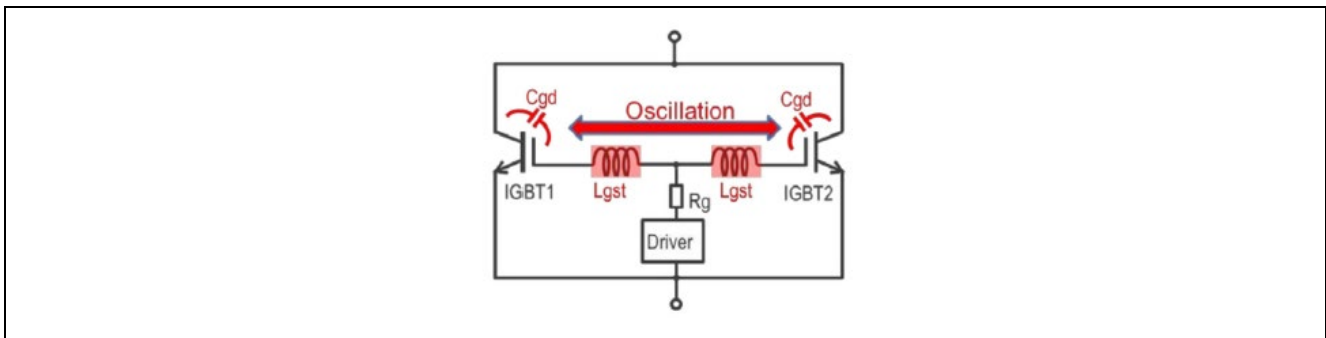 Cgd
Cgd
Oscillation
IGBT1
Lgst
Lgst
IGBT2
Rg
Driver